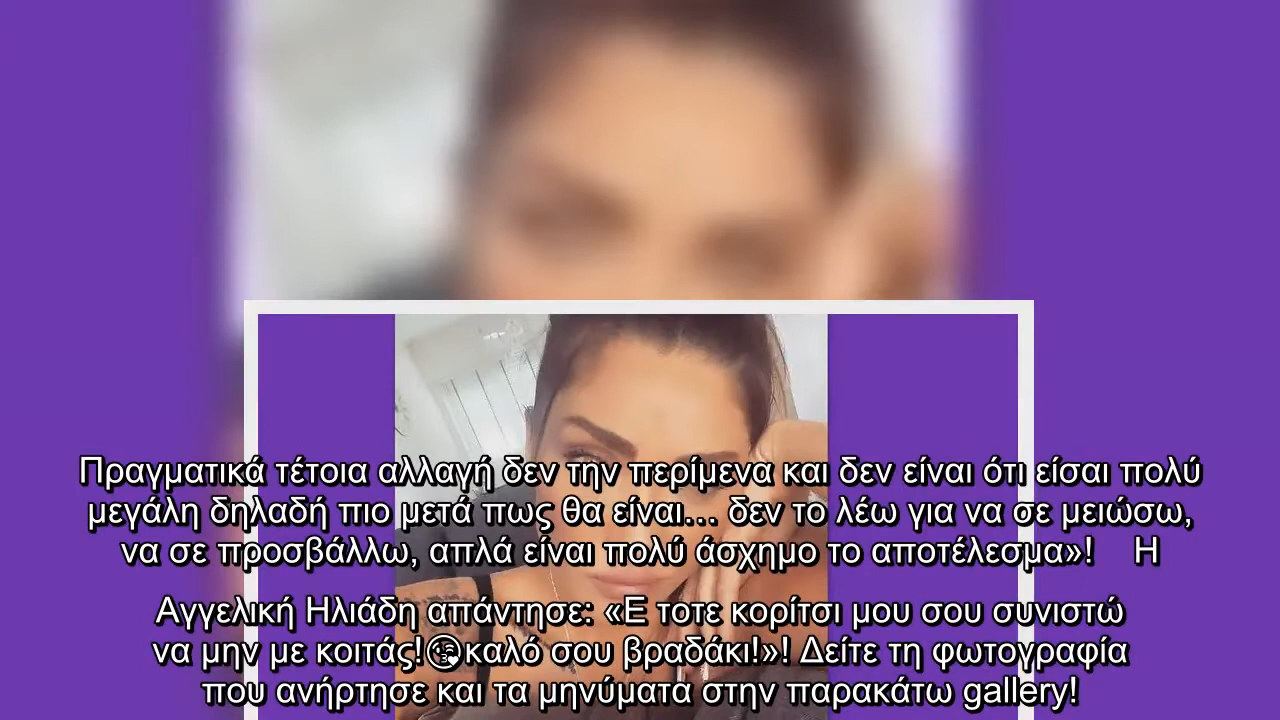 Πραγματικά τέτοια αλλαγή δεν την περίμενα και δεν είναι ότι είσαι πολύ
μεγάλη δηλαδή πιο μετά πως θα είναι... δεν το λέω για να σε μειώσω,
να σε προσβάλλω, απλά είναι πολύ άσχημο το αποτέλεσμα»! Η
Αγγελική Ηλιάδη απάντησε: «Ε τοτε κορίτσι μου σου συνιστώ
να μην με κοιτάς!😘καλό σου βραδάκι!»! Δείτε τη φωτογραφία
που ανήρτησε και τα μηνύματα στην παρακάτω gallery!